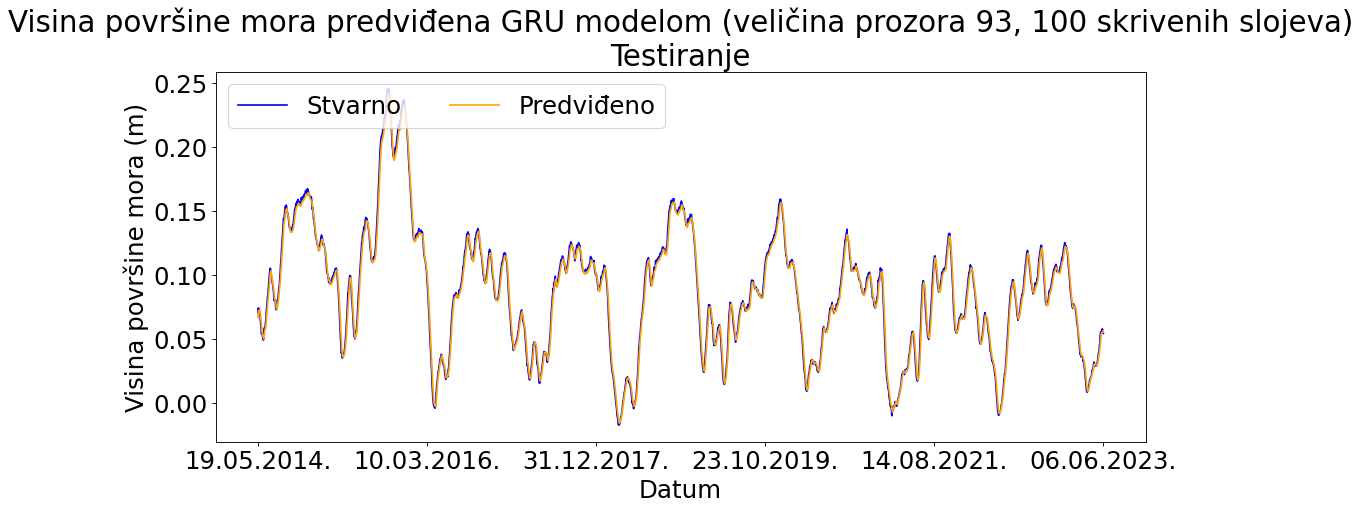 Visina površine mora predviđena GRU modelom (veličina prozora 93, 100 skrivenih slojeva)
Testiranje
Stvarno
Predviđeno
Visina površine mora (m)
0.25
0.20
0.15
0.10
0.05
0.00
19.05.2014.
10.03.2016.
31.12.2017.
23.10.2019.
14.08.2021.
06.06.2023.
Datum